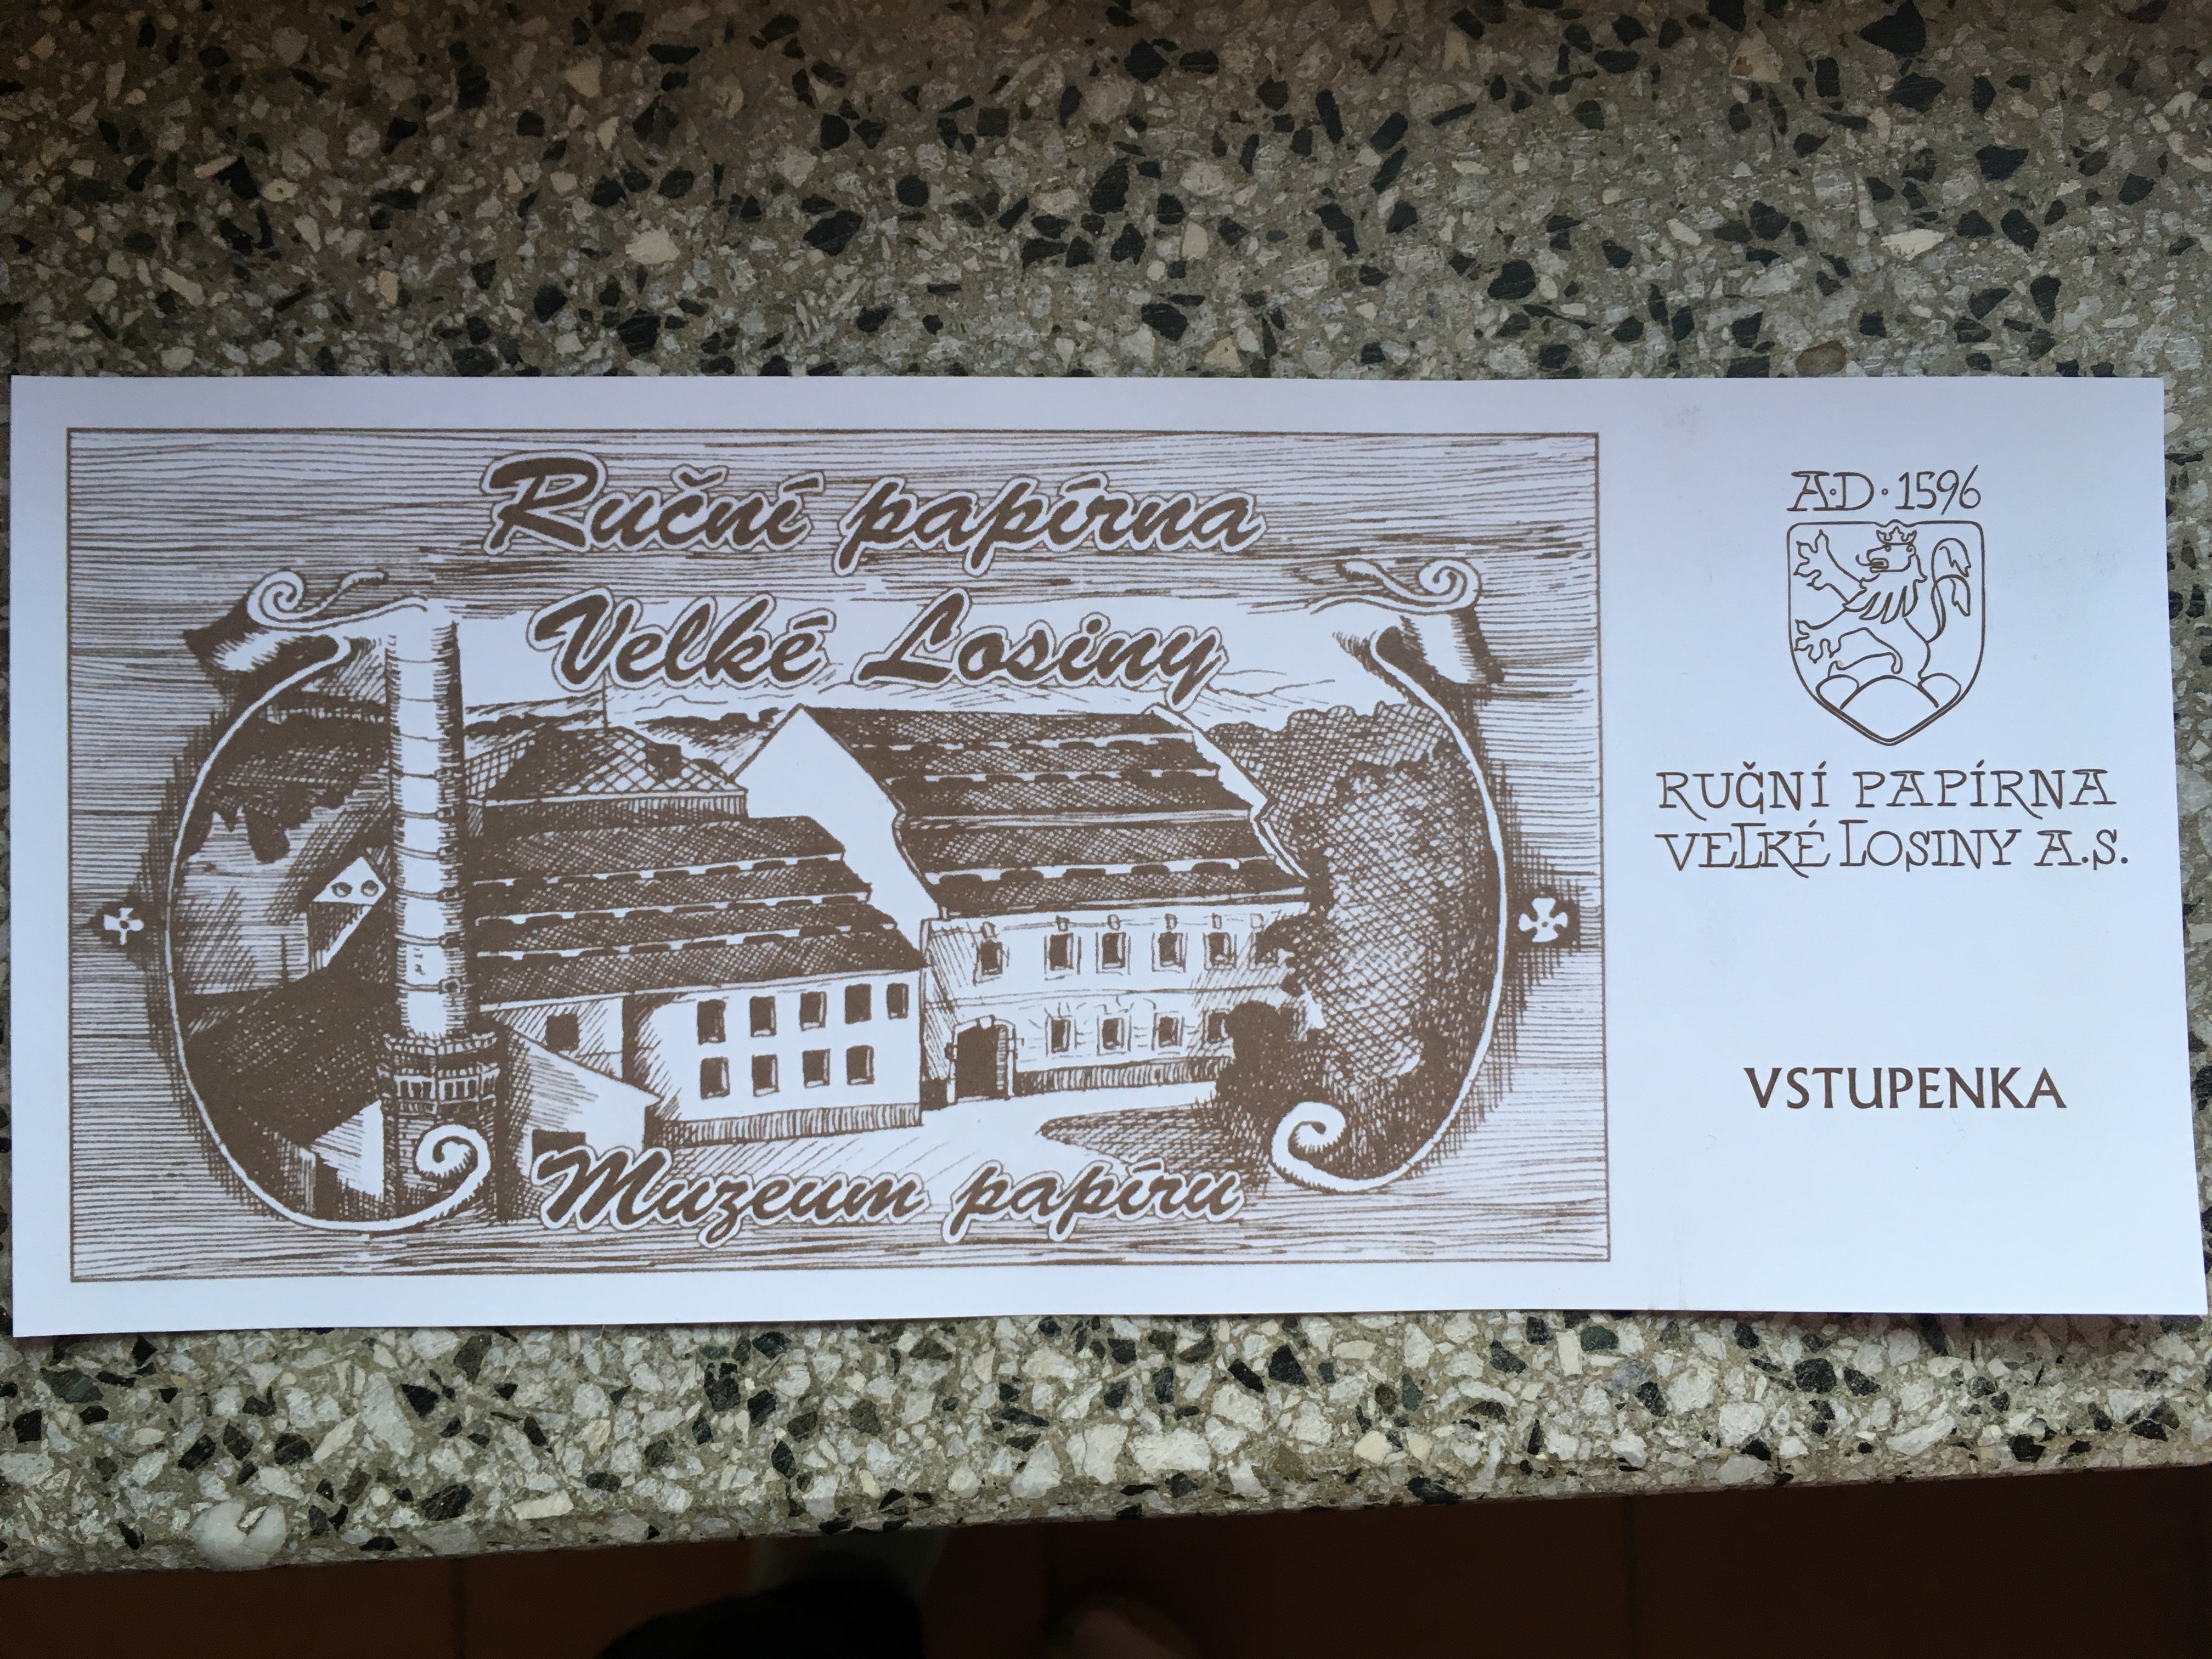 Ruční papírna
Velké Losiny
Muzeum papíru
A·D·1596
RUČNÍ PAPÍRNA
VELKÉ LOSINY A.S.
VSTUPENKA